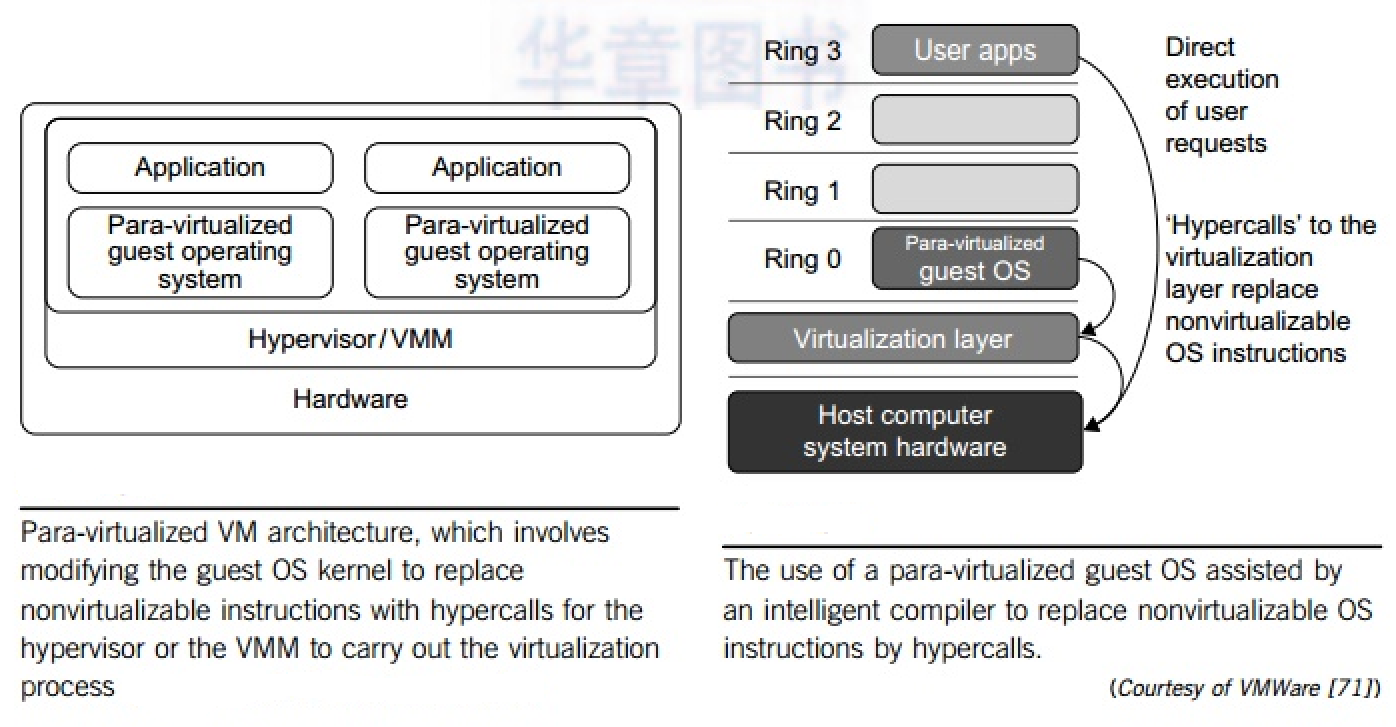 华章图书
Application
Application
Para-virtualized
guest operating
system
Para-virtualized
guest operating
system
Hypervisor/VMM
Hardware
Para-virtualized VM architecture, which involves
modifying the guest OS kernel to replace
nonvirtualizable instructions with hypercalls for the
hypervisor or the VMM to carry out the virtualization
process
Ring 3
User apps
Ring 2
Ring 1
Ring 0
Para-virtualized
guest OS
Virtualization layer
Host computer
system hardware
Direct
execution
of user
requests
‘Hypercalls’ to the
virtualization
layer replace
nonvirtualizable
OS instructions
The use of a para-virtualized guest OS assisted by
an intelligent compiler to replace nonvirtualizable OS
instructions by hypercalls.
(Courtesy of VMWare [71])